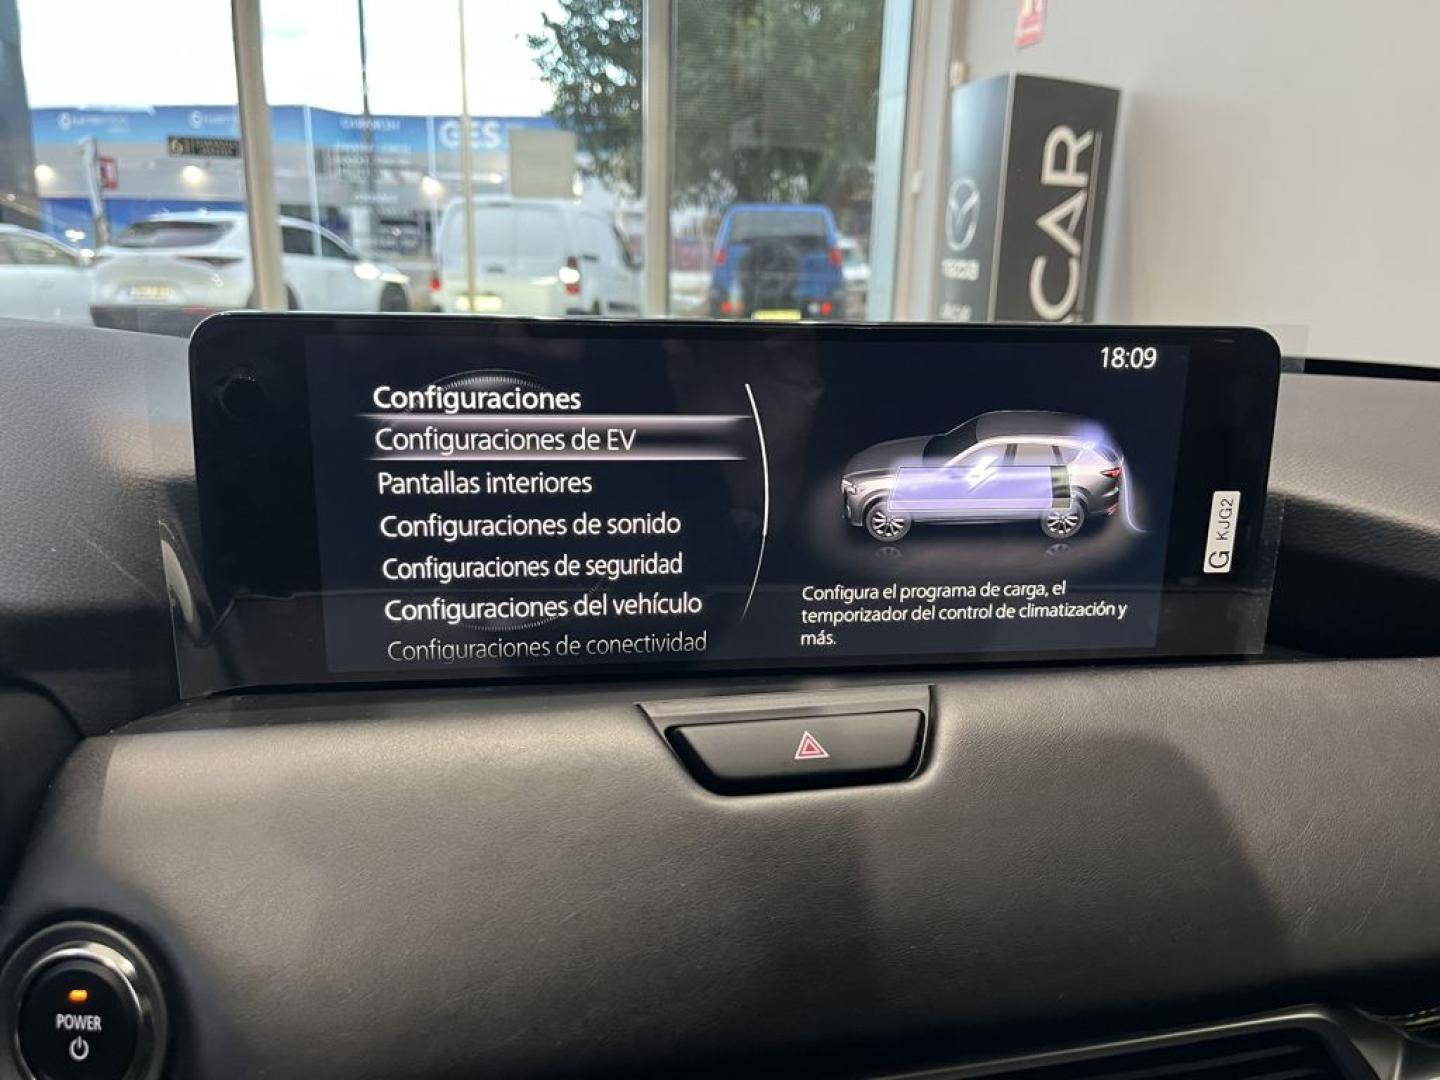 GES
CAR
18:09
Configuraciones
Configuraciones de EV
Pantallas interiores
Configuraciones de sonido
Configuraciones de seguridad
Configuraciones del vehículo
Configuraciones de conectividad
Configura el programa de carga, el
temporizador del control de climatización y
más.
G KJG2
POWER